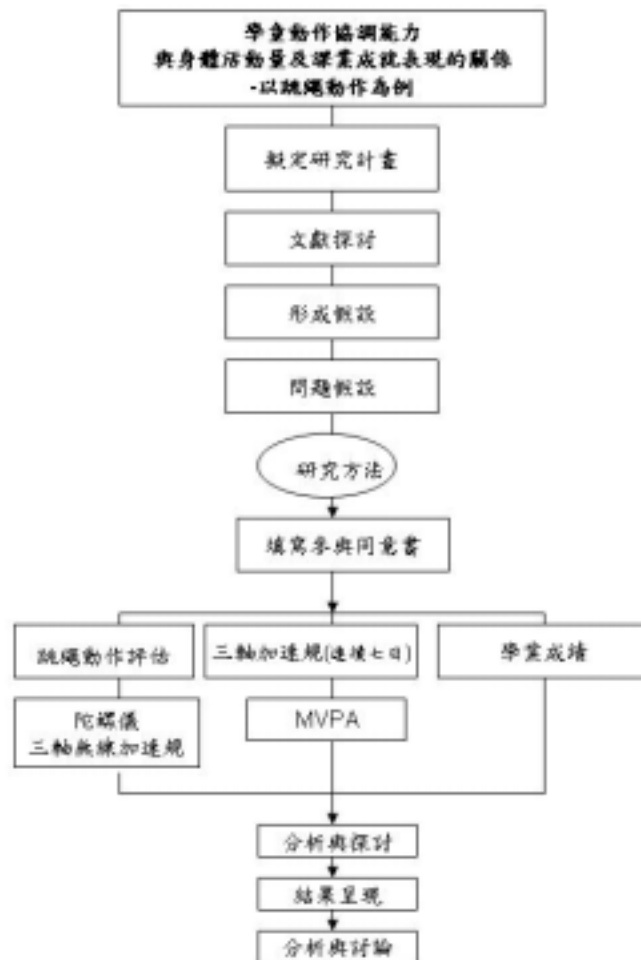 學童動作協調能力
與身體活動量及課業成就表現的關係
-以跳繩動作為例
擬定研究計畫
文獻探討
形成假設
問題假設
研究方法
填寫參與同意書
跳繩動作評估
三軸加速規(連續七日)
學業成績
陀螺儀
三軸無線加速規
MVPA
分析與探討
結果呈現
分析與討論